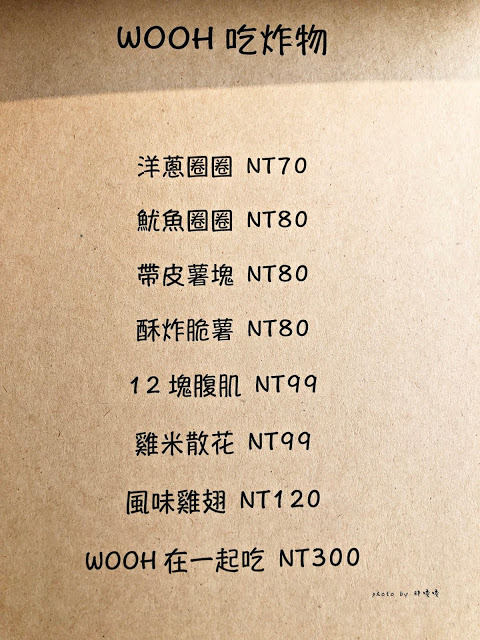 WOOH 吃炸物
洋蔥圈圈 NT70
魷魚圈圈 NT80
帶皮薯塊 NT80
酥炸脆薯 NT80
12 塊腹肌 NT99
雞米散花 NT99
風味雞翅 NT120
WOOH 在一起吃 NT300
photo by